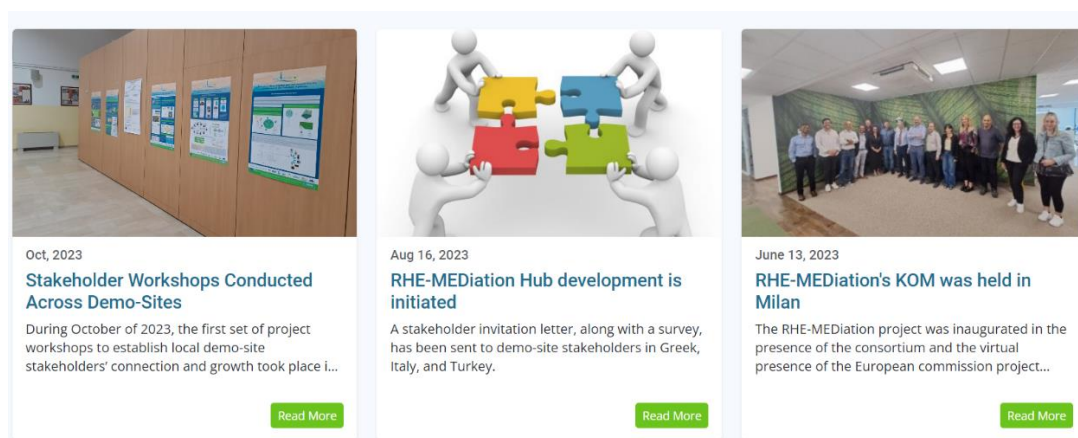 Oct, 2023
Stakeholder Workshops Conducted
Across Demo-Sites
During October of 2023, the first set of project
workshops to establish local demo-site
stakeholders' connection and growth took place i...
Read More
Aug 16, 2023
RHE-MEDiation Hub development is
initiated
A stakeholder invitation letter, along with a survey,
has been sent to demo-site stakeholders in Greek,
Italy, and Turkey.
Read More
June 13, 2023
RHE-MEDiation's KOM was held in
Milan
The RHE-MEDiation project was inaugurated in the
presence of the consortium and the virtual
presence of the European commission project...
Read More